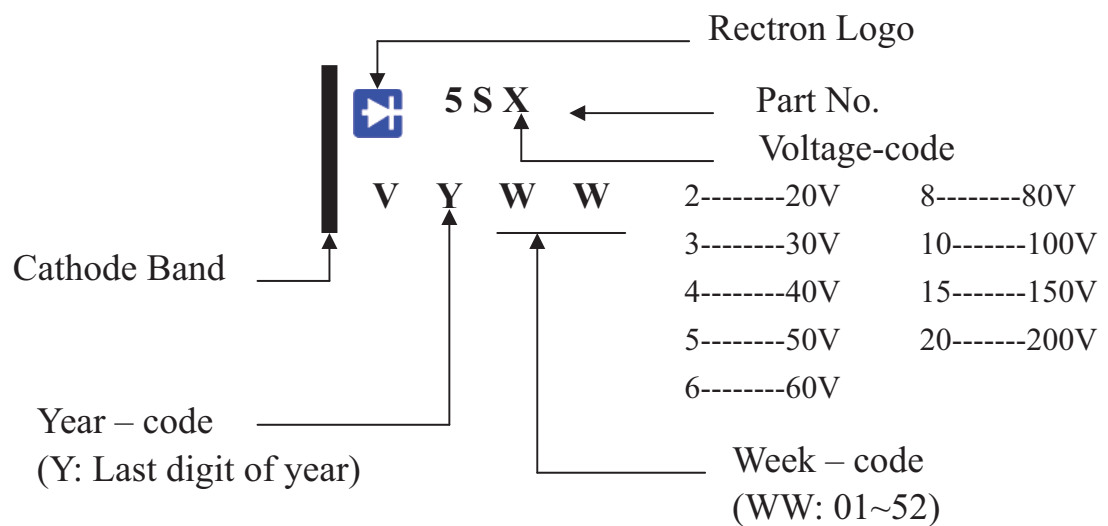 Rectron Logo
5 S X
Part No.
Voltage-code
V Y W W
2--------20V 8--------80V
3--------30V 10-------100V
4--------40V 15-------150V
5--------50V 20-------200V
6--------60V
Cathode Band
Year – code
(Y: Last digit of year)
Week – code
(WW: 01~52)